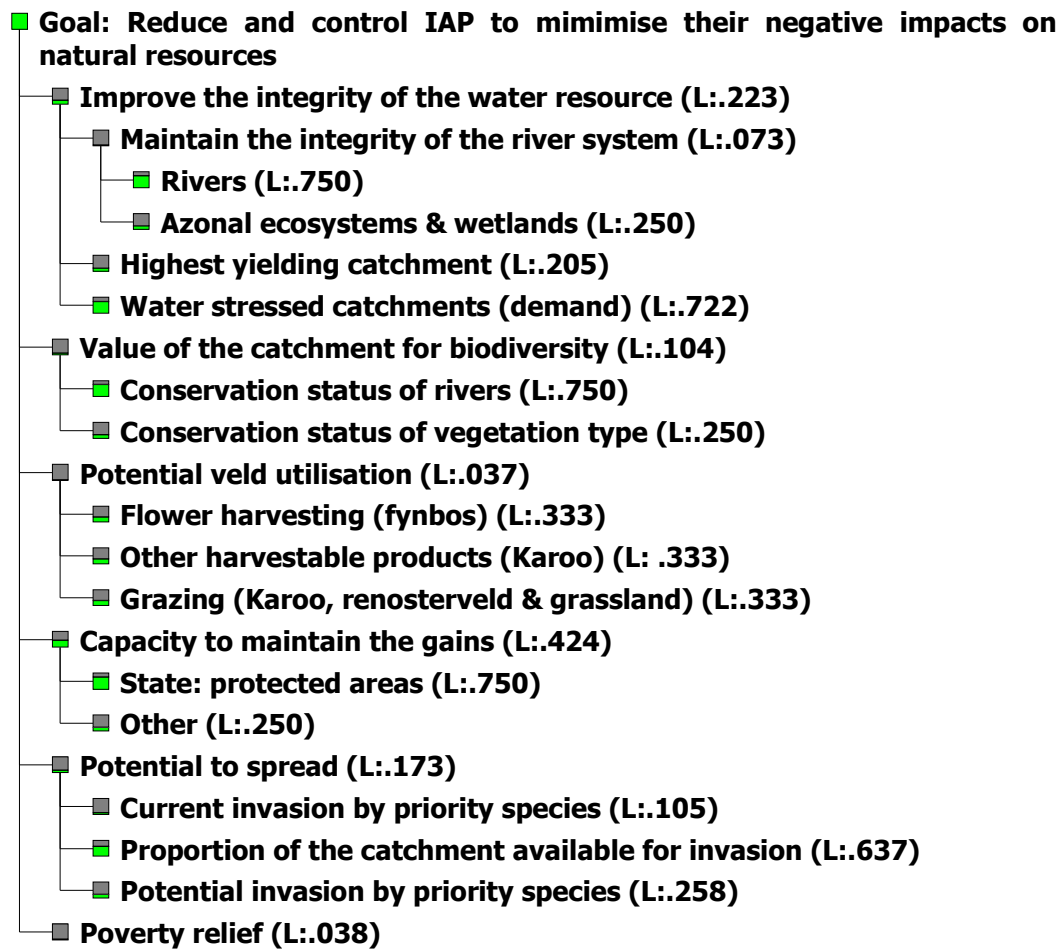 Goal: Reduce and control IAP to mimimise their negative impacts on
natural resources
Improve the integrity of the water resource (L:.223)
Maintain the integrity of the river system (L:.073)
Rivers (L:.750)
Azonal ecosystems & wetlands (L:.250)
Highest yielding catchment (L:.205)
Water stressed catchments (demand) (L:.722)
Value of the catchment for biodiversity (L:.104)
Conservation status of rivers (L:.750)
Conservation status of vegetation type (L:.250)
Potential veld utilisation (L:.037)
Flower harvesting (fynbos) (L:.333)
Other harvestable products (Karoo) (L: .333)
Grazing (Karoo, renosterveld & grassland) (L:.333)
Capacity to maintain the gains (L:.424)
State: protected areas (L:.750)
Other (L:.250)
Potential to spread (L:.173)
Current invasion by priority species (L:.105)
Proportion of the catchment available for invasion (L:.637)
Potential invasion by priority species (L:.258)
Poverty relief (L:.038)